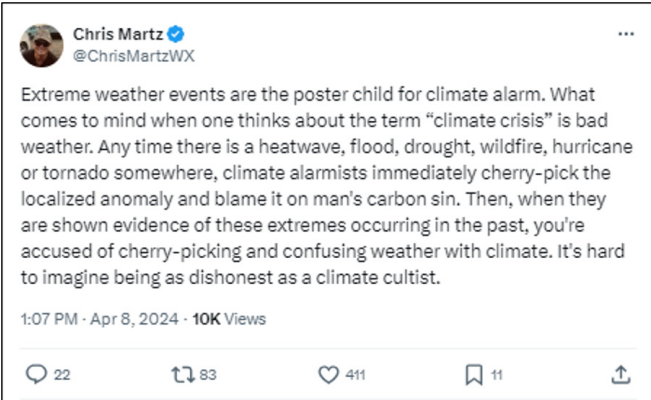 Chris Martz
@ChrisMartzWX
Extreme weather events are the poster child for climate alarm. What
comes to mind when one thinks about the term “climate crisis” is bad
weather. Any time there is a heatwave, flood, drought, wildfire, hurricane
or tornado somewhere, climate alarmists immediately cherry-pick the
localized anomaly and blame it on man's carbon sin. Then, when they
are shown evidence of these extremes occurring in the past, you're
accused of cherry-picking and confusing weather with climate. It's hard
to imagine being as dishonest as a climate cultist.
1:07 PM · Apr 8, 2024 · 10K Views
22 83 411 11